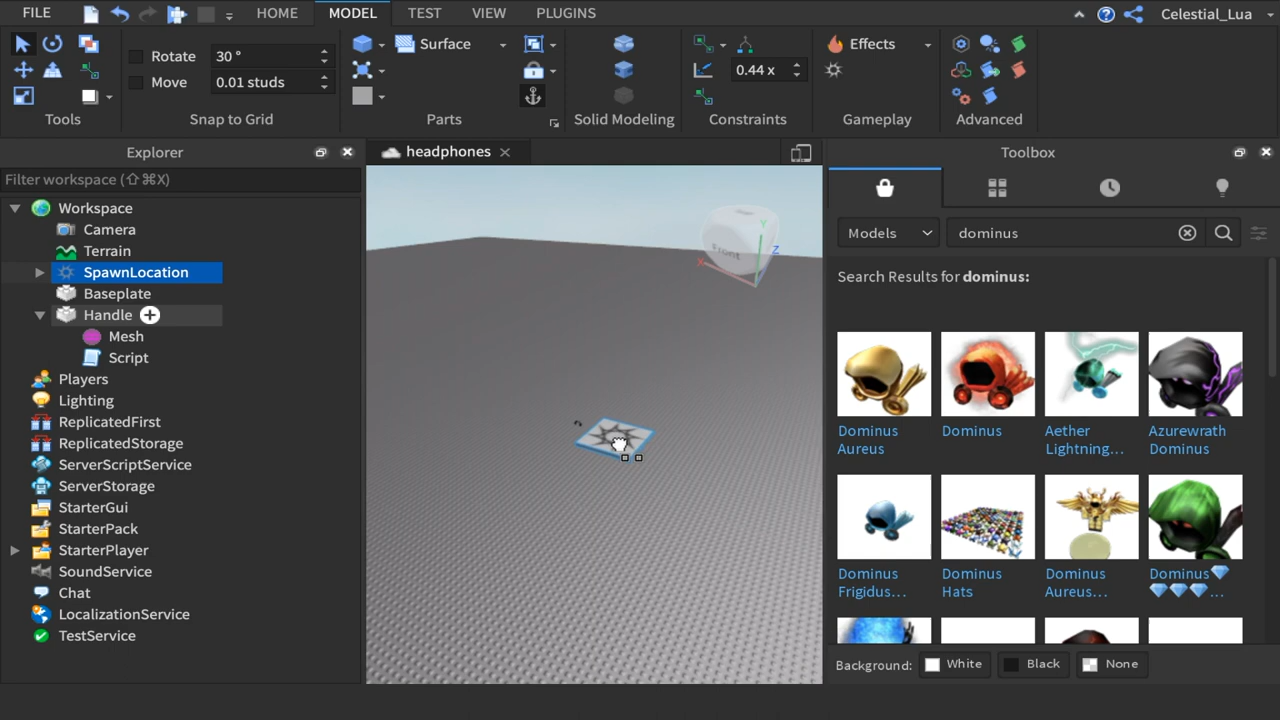 FILE HOME MODEL TEST VIEW PLUGINS Celestial_Lua
Rotate 30 ° Surface Effects
Move 0.01 studs 0.44 x
Tools Snap to Grid Parts Solid Modeling Constraints Gameplay Advanced
Explorer headphones Toolbox
Filter workspace (⇧⌘X)
Workspace
Camera
Terrain
SpawnLocation
Baseplate
Handle
Mesh
Script
Players
Lighting
ReplicatedFirst
ReplicatedStorage
ServerScriptService
ServerStorage
StarterGui
StarterPack
StarterPlayer
SoundService
Chat
LocalizationService
TestService
Front
X
Y
Z
Models dominus
Search Results for dominus:
Dominus Aureus
Dominus
Aether Lightning...
Azurewrath Dominus
Dominus Frigidus...
Dominus Hats
Dominus Aureus...
Dominus💎💎💎💎...
Background: White Black None